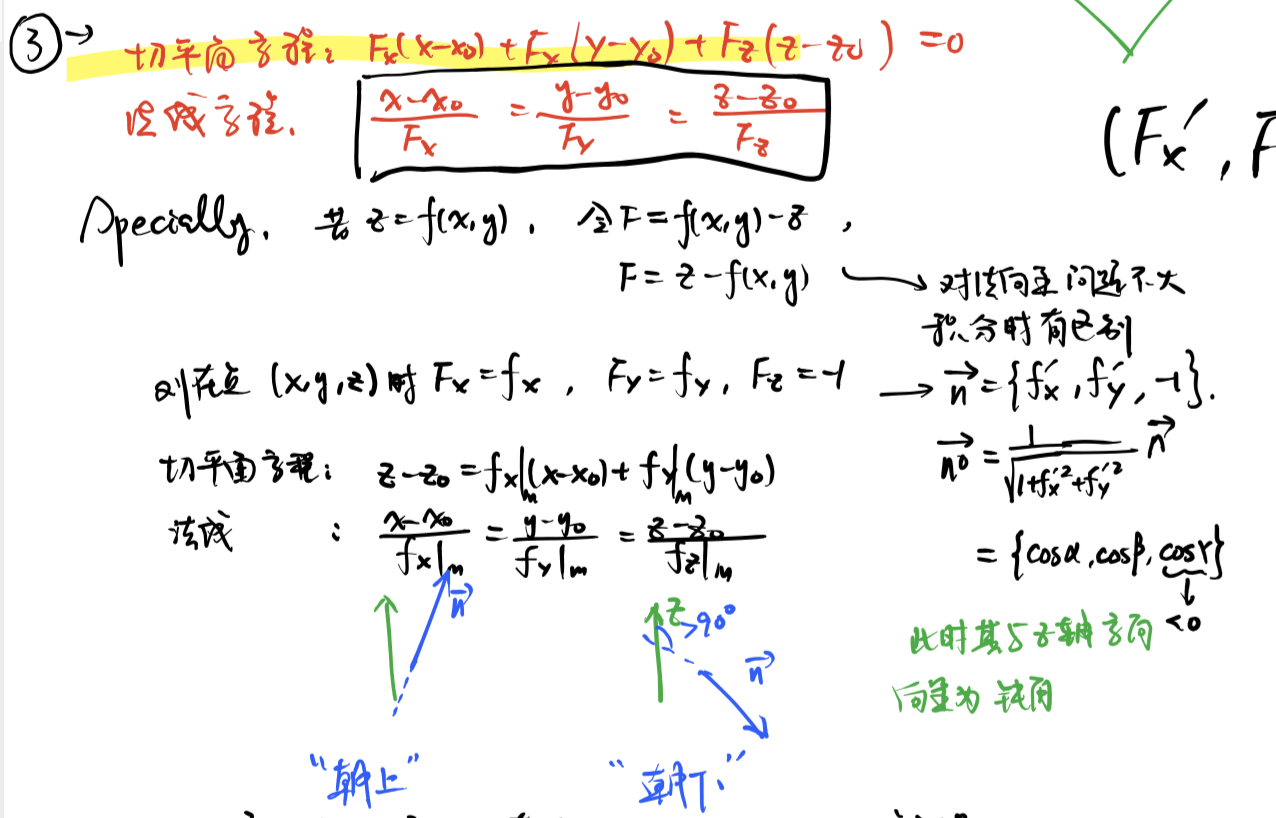 ③→ 切平面方程: Fx(x-x₀)+Fx(y-y₀)+Fz(z-z₀)=0
法线方程. (x-x₀)/Fx = (y-y₀)/Fy = (z-z₀)/Fz
(Fx′, F
Specially. 若 z=f(x,y). 令F=f(x,y)-z,
F=z-f(x,y) → 对法向量问题不大
积分时有区别
则在点 (x,y,z)时 Fx=fx, Fy=fy, Fz=-1 → n⃗={fx′,fy′,-1}.
n⃗⁰ = 1/√(1+fx′²+fy′²) n⃗
切平面方程: z-z₀=fx|m(x-x₀)+fy|m(y-y₀)
法线 : (x-x₀)/fx|m = (y-y₀)/fy|m = (z-z₀)/fz|m
={cosα,cosβ,cosγ}
↓
<0
n⃗
z >90°
n⃗
此时其与z轴方向
向量为钝角
“朝上” “朝下”